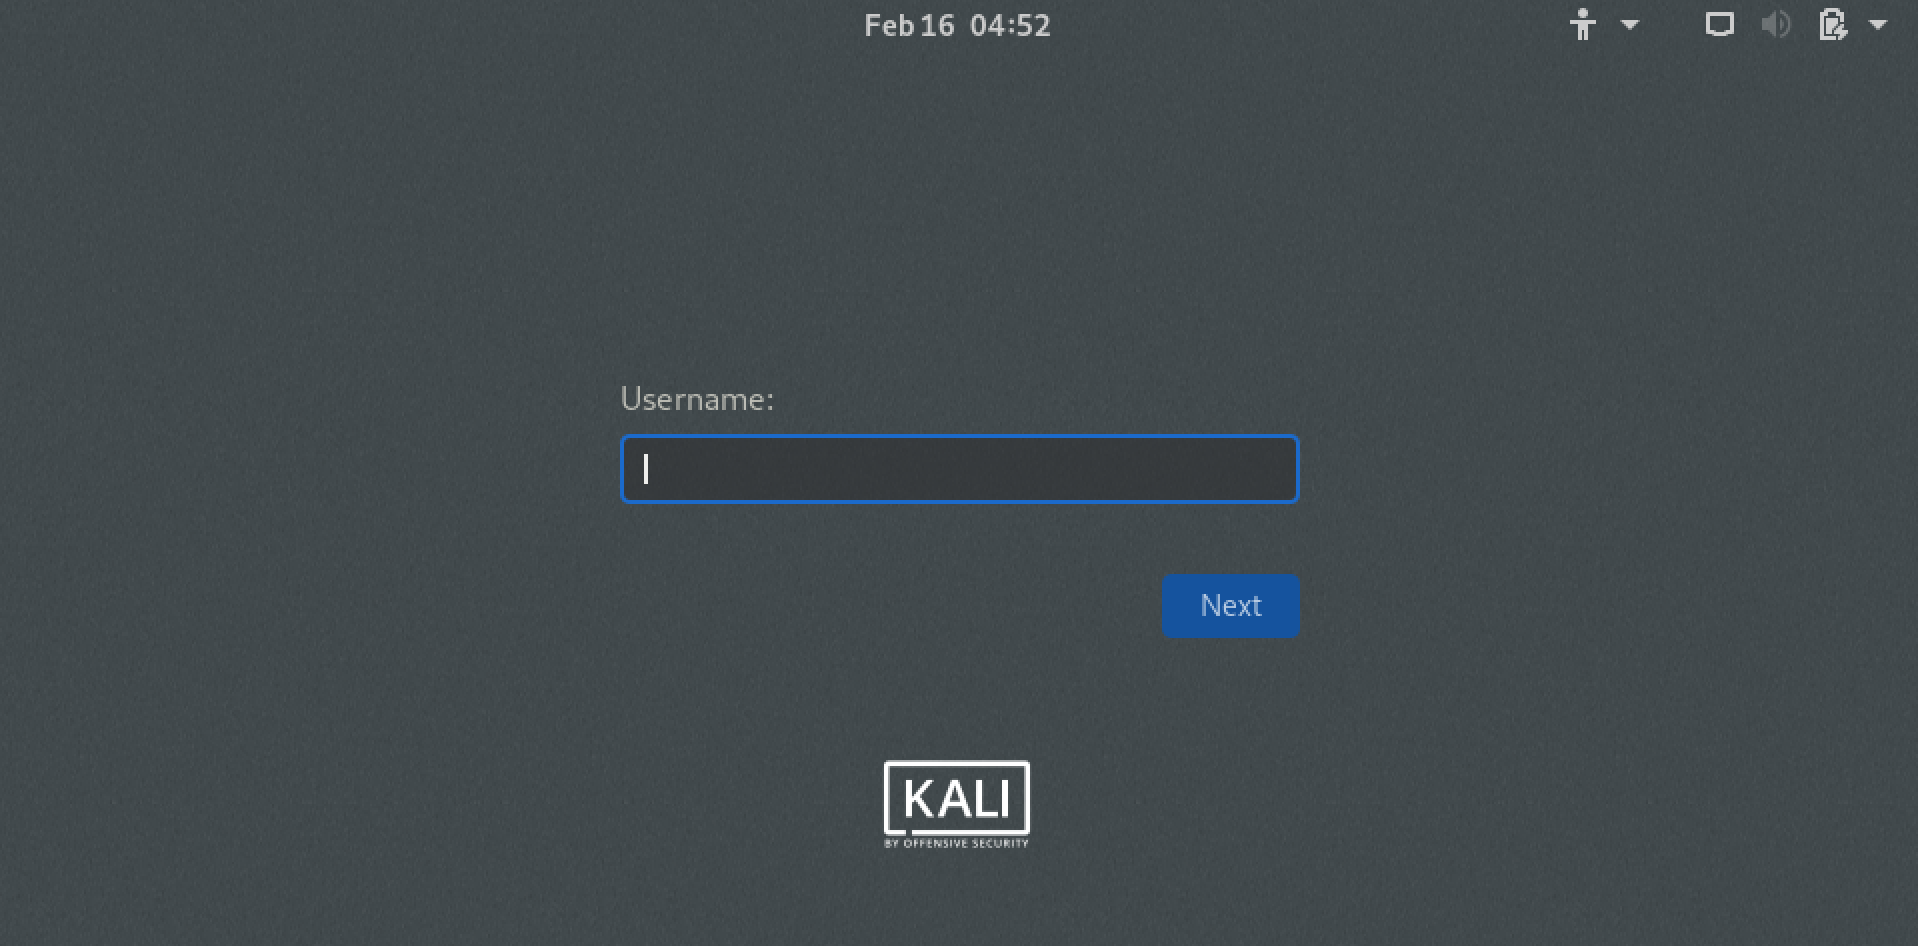 Feb 16  04:52
Username:
Next
KALI
BY OFFENSIVE SECURITY